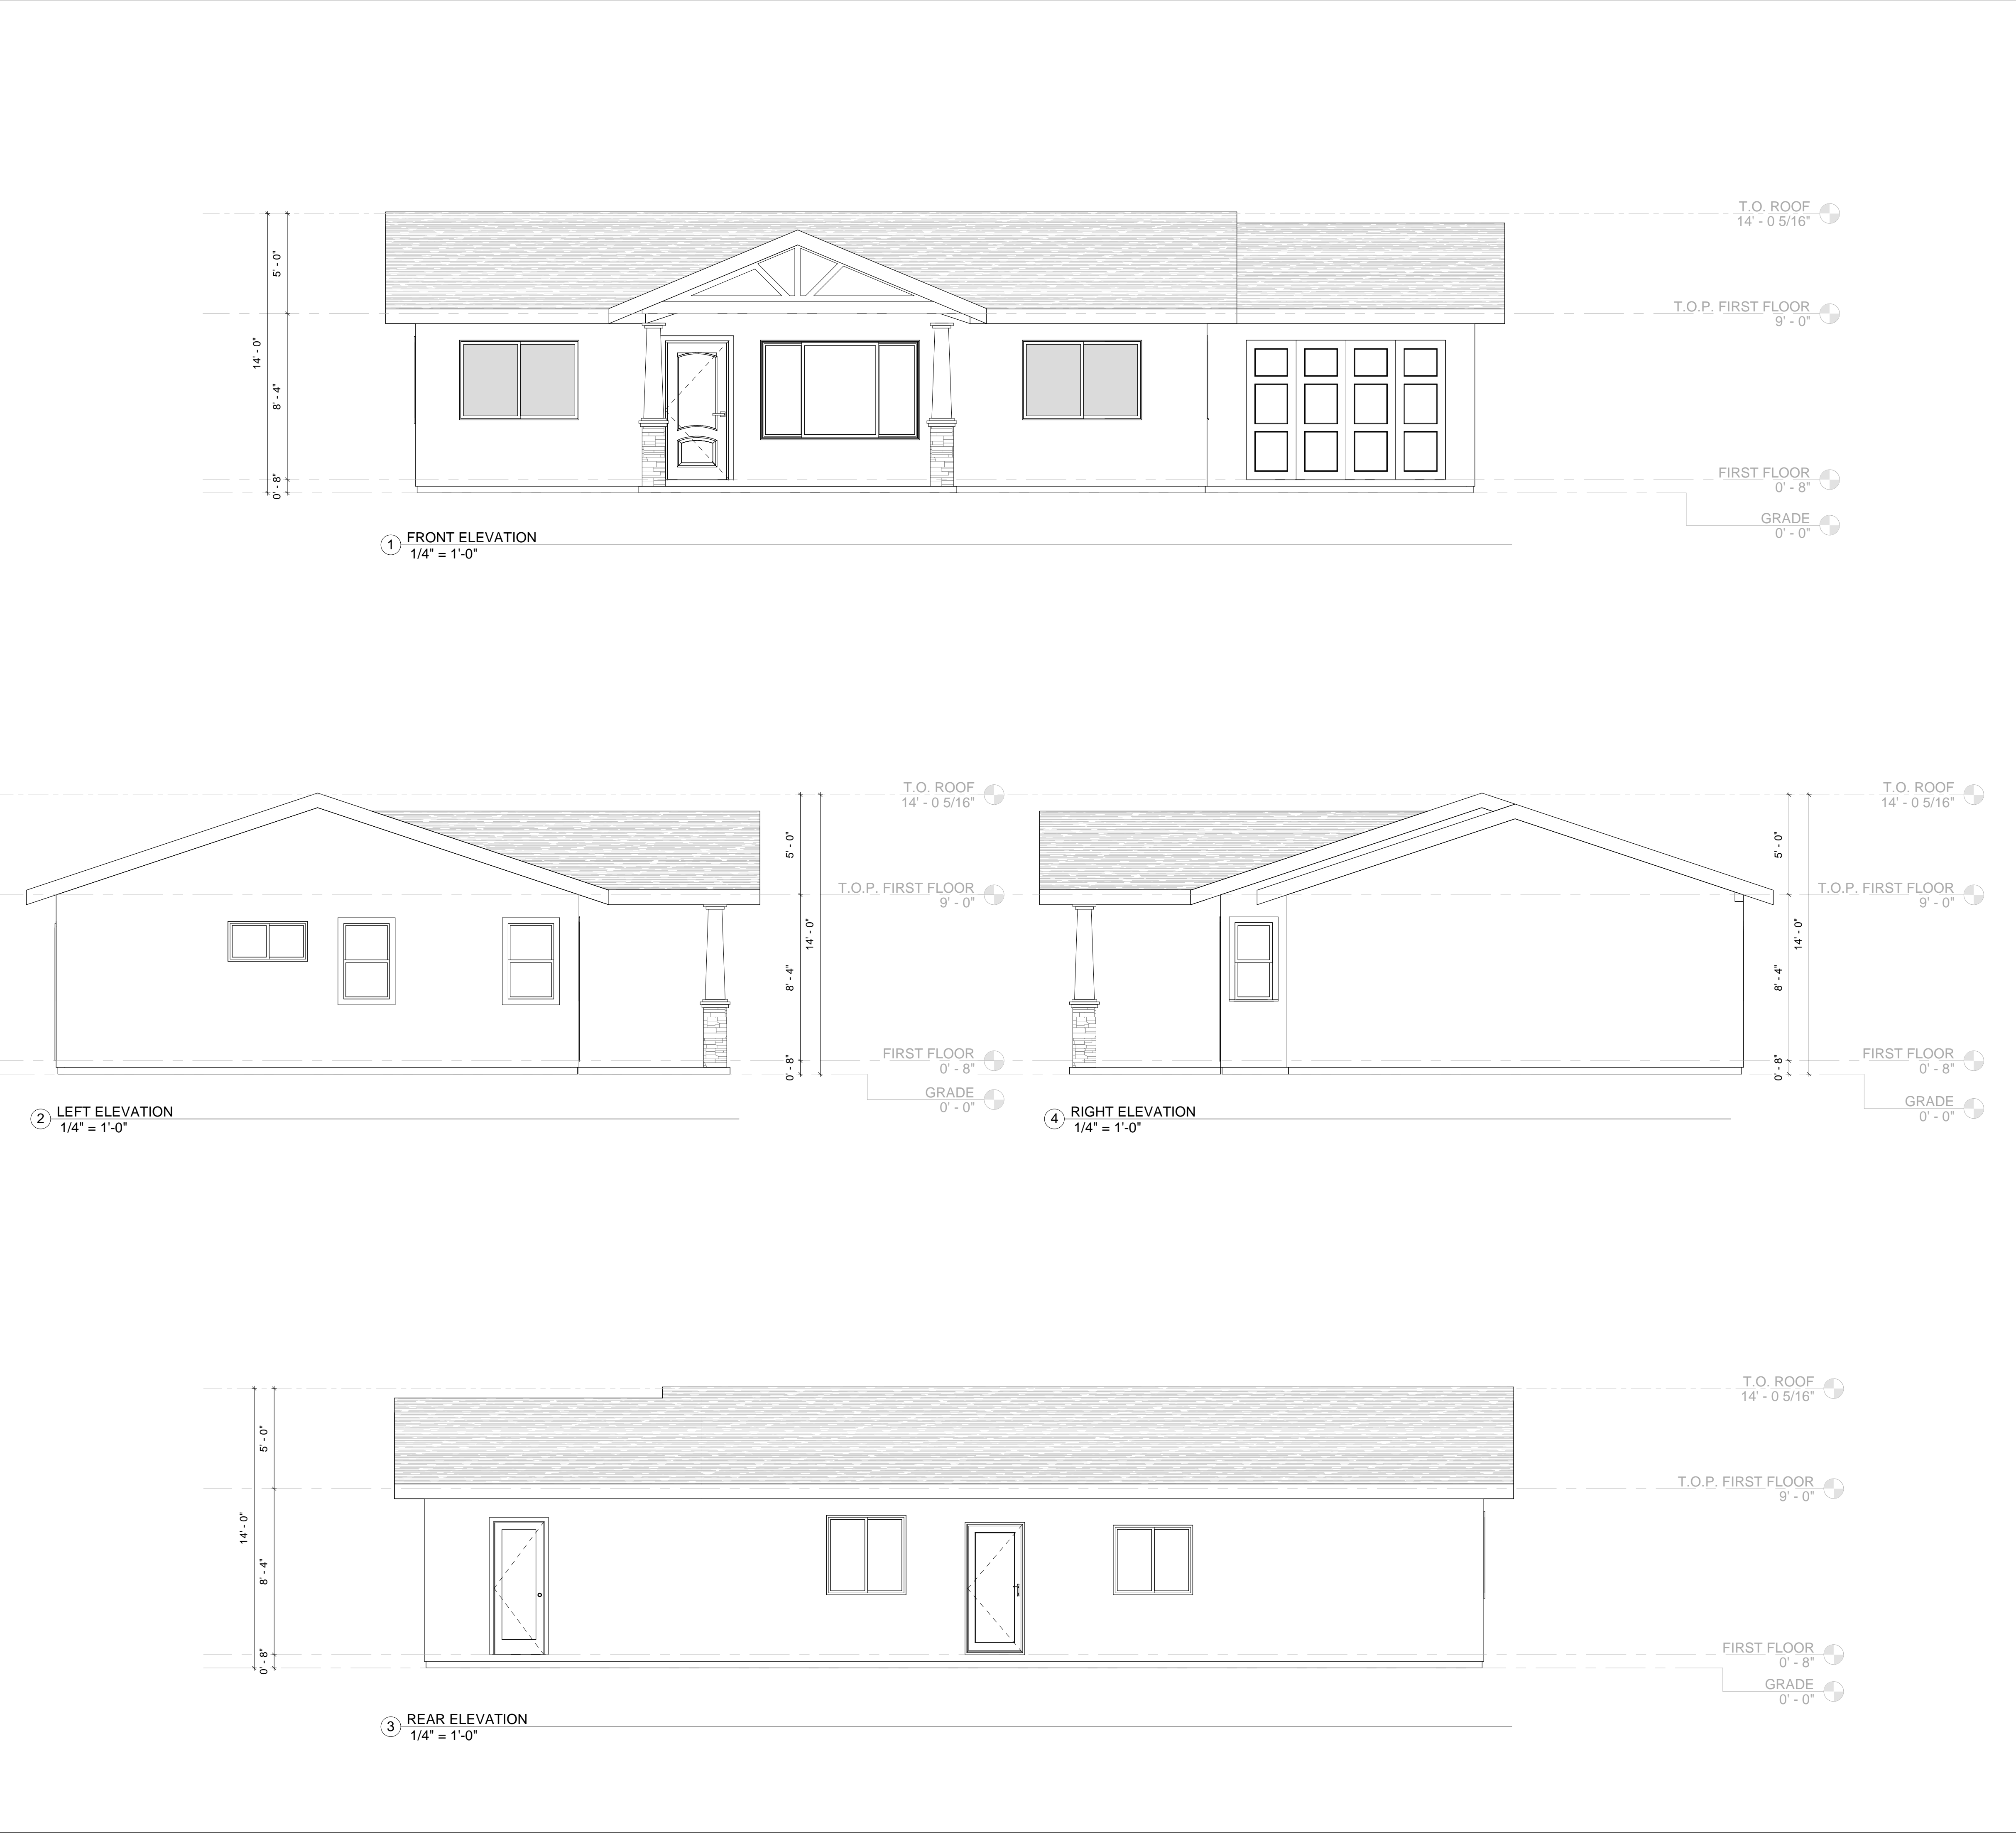 T.O. ROOF
14' - 0 5/16"
5' - 0"
T.O.P. FIRST FLOOR
9' - 0"
14' - 0"
8' - 4"
FIRST FLOOR
0' - 8"
0' - 8"
GRADE
0' - 0"
1 FRONT ELEVATION
1/4" = 1'-0"
T.O. ROOF
14' - 0 5/16"
5' - 0"
T.O.P. FIRST FLOOR
9' - 0"
14' - 0"
8' - 4"
FIRST FLOOR
0' - 8"
0' - 8"
GRADE
0' - 0"
2 LEFT ELEVATION
1/4" = 1'-0"
T.O. ROOF
14' - 0 5/16"
5' - 0"
T.O.P. FIRST FLOOR
9' - 0"
14' - 0"
8' - 4"
FIRST FLOOR
0' - 8"
0' - 8"
GRADE
0' - 0"
4 RIGHT ELEVATION
1/4" = 1'-0"
T.O. ROOF
14' - 0 5/16"
5' - 0"
T.O.P. FIRST FLOOR
9' - 0"
14' - 0"
8' - 4"
FIRST FLOOR
0' - 8"
0' - 8"
GRADE
0' - 0"
3 REAR ELEVATION
1/4" = 1'-0"